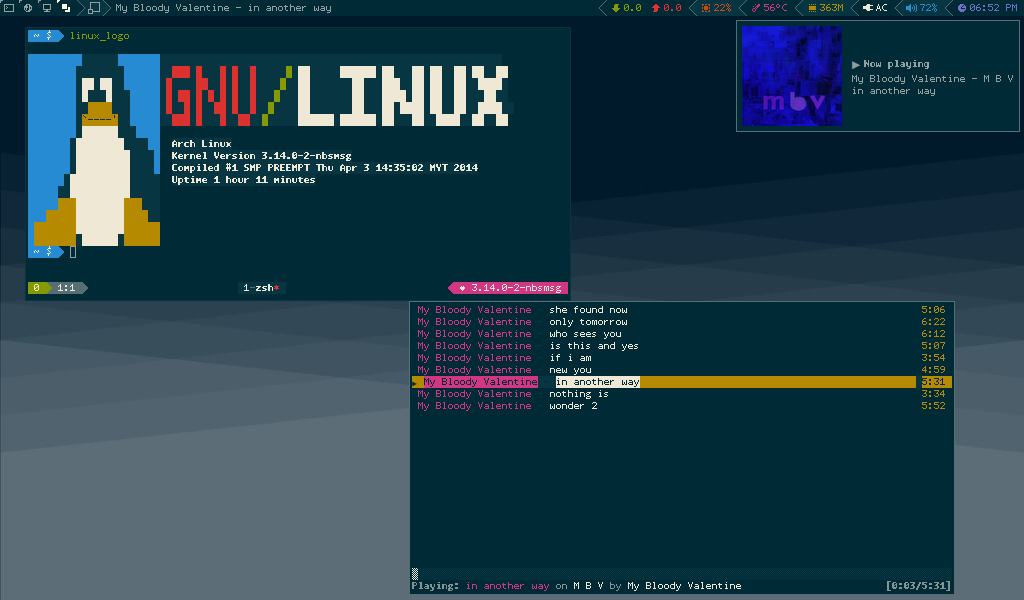 My Bloody Valentine - in another way
0.0 0.0 22% 56°C 363M AC 72% 06:52 PM
~ $ linux_logo
GNU/LINUX
Arch Linux
Kernel Version 3.14.0-2-nbsmsg
Compiled #1 SMP PREEMPT Thu Apr 3 14:35:02 MYT 2014
Uptime 1 hour 11 minutes
~ $
0 1:1 1-zsh* 3.14.0-2-nbsmsg
mbv
Now playing
My Bloody Valentine - M B V
in another way
My Bloody Valentine she found now 5:06
My Bloody Valentine only tomorrow 6:22
My Bloody Valentine who sees you 6:12
My Bloody Valentine is this and yes 5:07
My Bloody Valentine if i am 3:54
My Bloody Valentine new you 4:59
My Bloody Valentine in another way 5:31
My Bloody Valentine nothing is 3:34
My Bloody Valentine wonder 2 5:52
Playing: in another way on M B V by My Bloody Valentine [0:03/5:31]